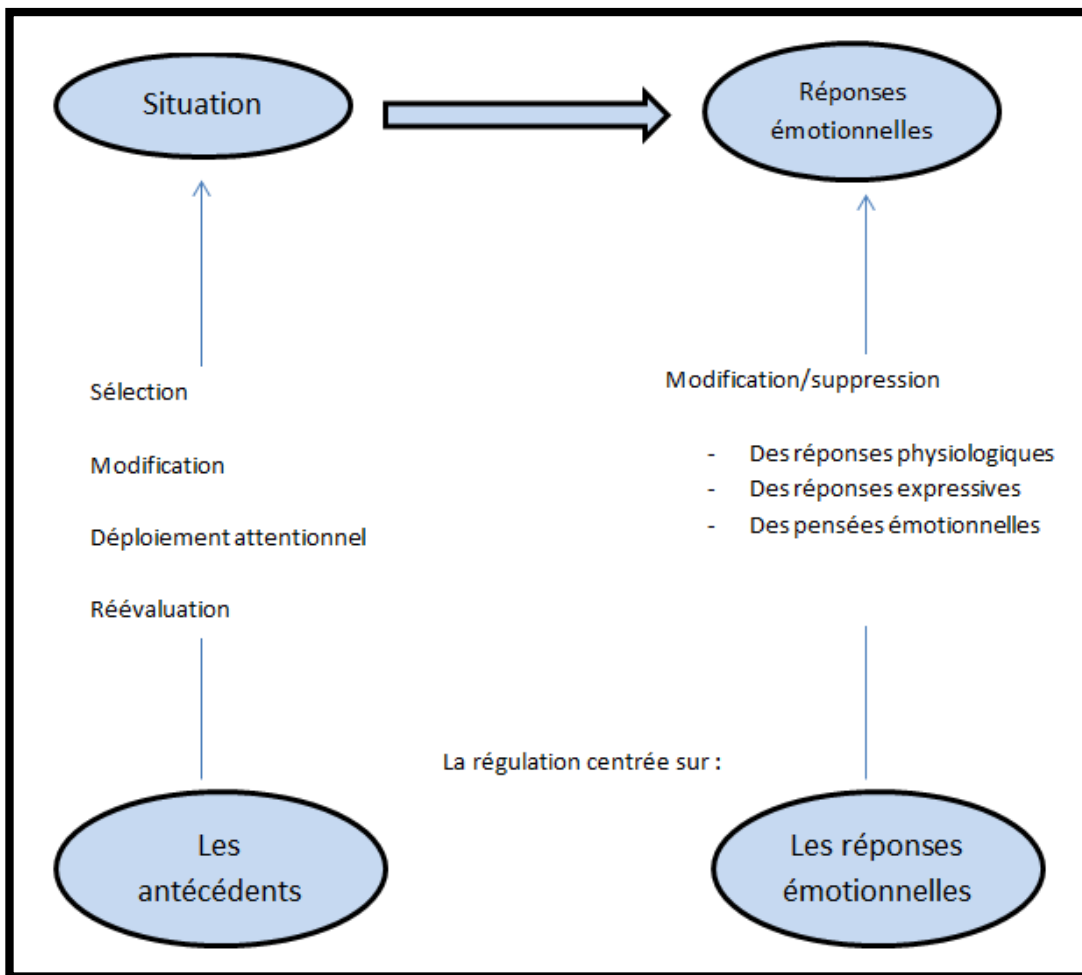 Situation
Réponses
émotionnelles
Sélection
Modification
Déploiement attentionnel
Réévaluation
Modification/suppression
- Des réponses physiologiques
- Des réponses expressives
- Des pensées émotionnelles
La régulation centrée sur :
Les
antécédents
Les réponses
émotionnelles